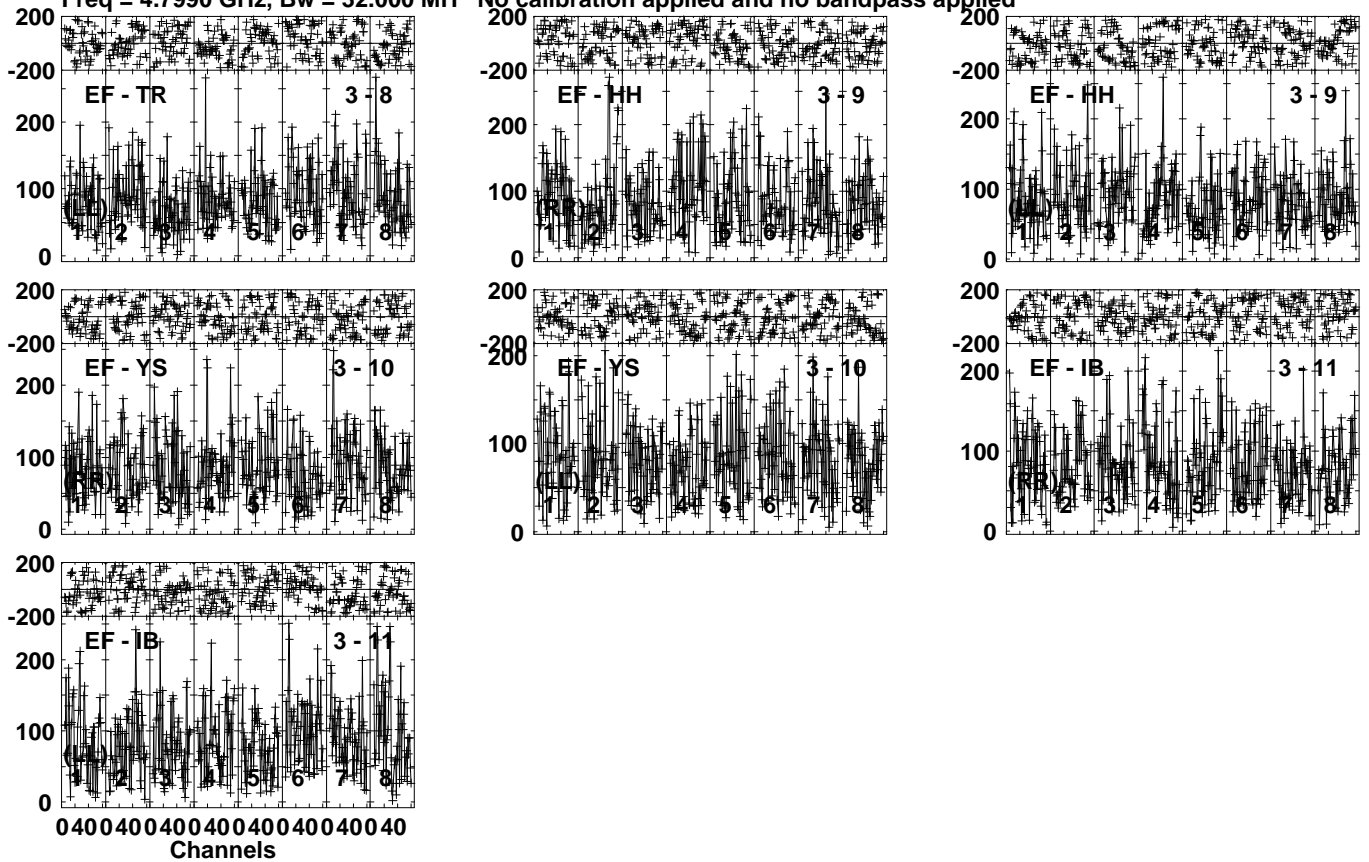 Freq = 4.7990 GHz, Bw = 32.000 MH No calibration applied and no bandpass applied
200
-200
EF - TR 3 - 8
200
100
0
(LL)
1 2 3 4 5 6 7 8
200
-200
EF - HH 3 - 9
200
100
0
(RR)
1 2 3 4 5 6 7 8
200
-200
EF - HH 3 - 9
200
100
0
(LL)
1 2 3 4 5 6 7 8
200
-200
EF - YS 3 - 10
200
100
0
(RR)
1 2 3 4 5 6 7 8
200
-200
EF - YS 3 - 10
200
100
0
(LL)
1 2 3 4 5 6 7 8
200
-200
EF - IB 3 - 11
200
100
0
(RR)
1 2 3 4 5 6 7 8
200
-200
EF - IB 3 - 11
200
100
0
(LL)
1 2 3 4 5 6 7 8
0 40 0 40 0 40 0 40 0 40 0 40 0 40 0 40
Channels